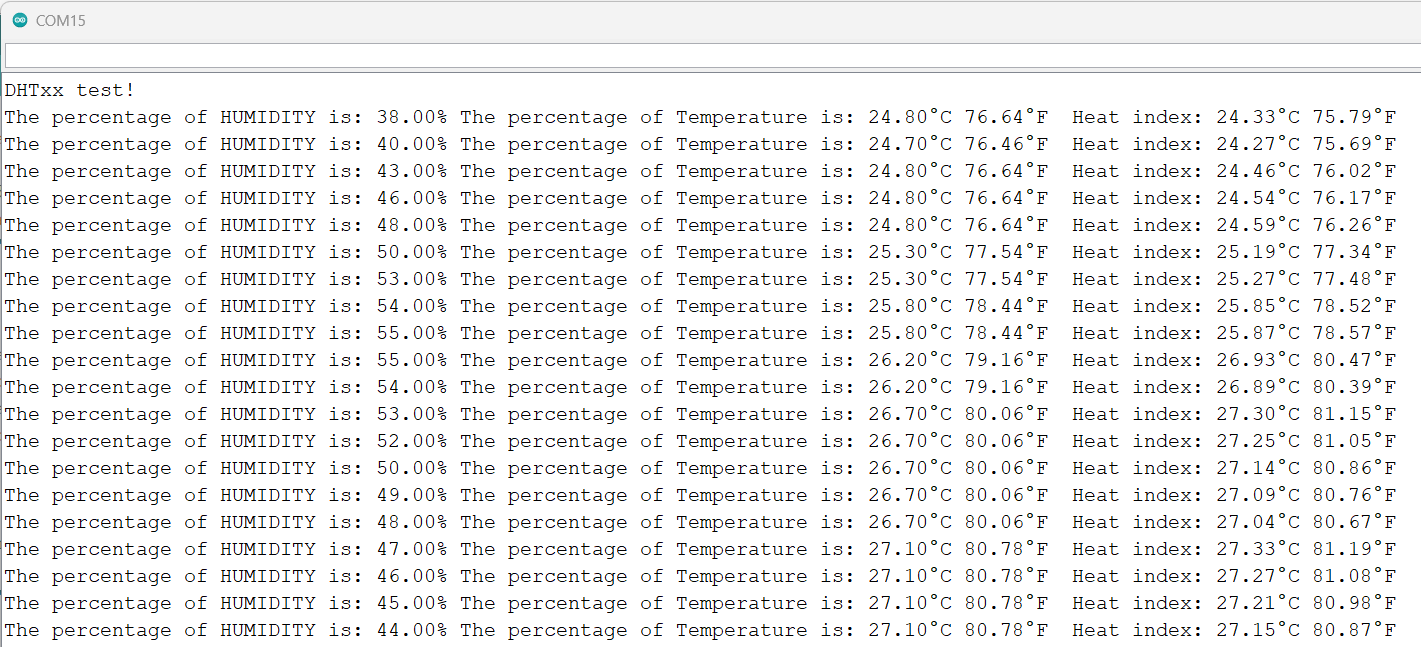 COM15
DHTxx test!
The percentage of HUMIDITY is: 38.00% The percentage of Temperature is: 24.80°C 76.64°F  Heat index: 24.33°C 75.79°F
The percentage of HUMIDITY is: 40.00% The percentage of Temperature is: 24.70°C 76.46°F  Heat index: 24.27°C 75.69°F
The percentage of HUMIDITY is: 43.00% The percentage of Temperature is: 24.80°C 76.64°F  Heat index: 24.46°C 76.02°F
The percentage of HUMIDITY is: 46.00% The percentage of Temperature is: 24.80°C 76.64°F  Heat index: 24.54°C 76.17°F
The percentage of HUMIDITY is: 48.00% The percentage of Temperature is: 24.80°C 76.64°F  Heat index: 24.59°C 76.26°F
The percentage of HUMIDITY is: 50.00% The percentage of Temperature is: 25.30°C 77.54°F  Heat index: 25.19°C 77.34°F
The percentage of HUMIDITY is: 53.00% The percentage of Temperature is: 25.30°C 77.54°F  Heat index: 25.27°C 77.48°F
The percentage of HUMIDITY is: 54.00% The percentage of Temperature is: 25.80°C 78.44°F  Heat index: 25.85°C 78.52°F
The percentage of HUMIDITY is: 55.00% The percentage of Temperature is: 25.80°C 78.44°F  Heat index: 25.87°C 78.57°F
The percentage of HUMIDITY is: 55.00% The percentage of Temperature is: 26.20°C 79.16°F  Heat index: 26.93°C 80.47°F
The percentage of HUMIDITY is: 54.00% The percentage of Temperature is: 26.20°C 79.16°F  Heat index: 26.89°C 80.39°F
The percentage of HUMIDITY is: 53.00% The percentage of Temperature is: 26.70°C 80.06°F  Heat index: 27.30°C 81.15°F
The percentage of HUMIDITY is: 52.00% The percentage of Temperature is: 26.70°C 80.06°F  Heat index: 27.25°C 81.05°F
The percentage of HUMIDITY is: 50.00% The percentage of Temperature is: 26.70°C 80.06°F  Heat index: 27.14°C 80.86°F
The percentage of HUMIDITY is: 49.00% The percentage of Temperature is: 26.70°C 80.06°F  Heat index: 27.09°C 80.76°F
The percentage of HUMIDITY is: 48.00% The percentage of Temperature is: 26.70°C 80.06°F  Heat index: 27.04°C 80.67°F
The percentage of HUMIDITY is: 47.00% The percentage of Temperature is: 27.10°C 80.78°F  Heat index: 27.33°C 81.19°F
The percentage of HUMIDITY is: 46.00% The percentage of Temperature is: 27.10°C 80.78°F  Heat index: 27.27°C 81.08°F
The percentage of HUMIDITY is: 45.00% The percentage of Temperature is: 27.10°C 80.78°F  Heat index: 27.21°C 80.98°F
The percentage of HUMIDITY is: 44.00% The percentage of Temperature is: 27.10°C 80.78°F  Heat index: 27.15°C 80.87°F